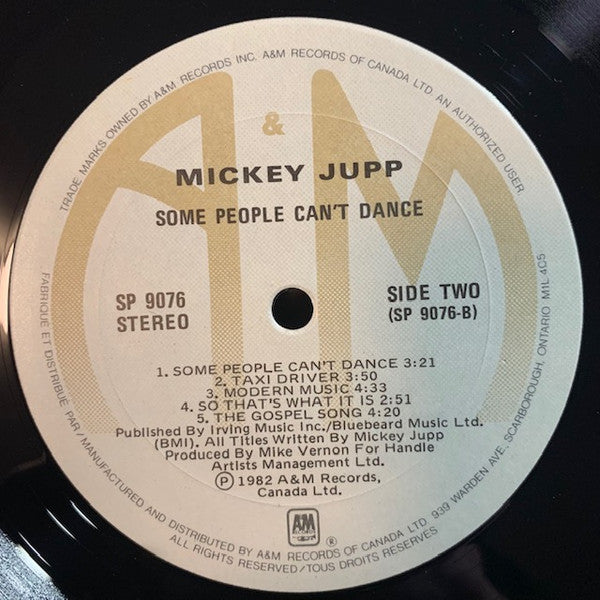 TRADE MARKS OWNED BY A&M RECORDS INC. A&M RECORDS OF CANADA LTD. AN AUTHORIZED USER
A & M
MICKEY JUPP
SOME PEOPLE CAN'T DANCE
SP 9076
STEREO
SIDE TWO
(SP 9076-B)
1. SOME PEOPLE CAN'T DANCE 3:21
2. TAXI DRIVER 3:50
3. MODERN MUSIC 4:33
4. SO THAT'S WHAT IT IS 2:51
5. THE GOSPEL SONG 4:20
Published By Irving Music Inc./Bluebeard Music Ltd.
(BMI). All Titles Written By Mickey Jupp
Produced By Mike Vernon For Handle
Artists Management Ltd.
Ⓟ 1982 A&M Records,
Canada Ltd.
A&M
RECORDS
®
FABRIQUÉ ET DISTRIBUÉ PAR / MANUFACTURED AND DISTRIBUTED BY A&M RECORDS OF CANADA LTD. 939 WARDEN AVE. SCARBOROUGH, ONTARIO M1L 4C5
ALL RIGHTS RESERVED/TOUS DROITS RESERVÉS